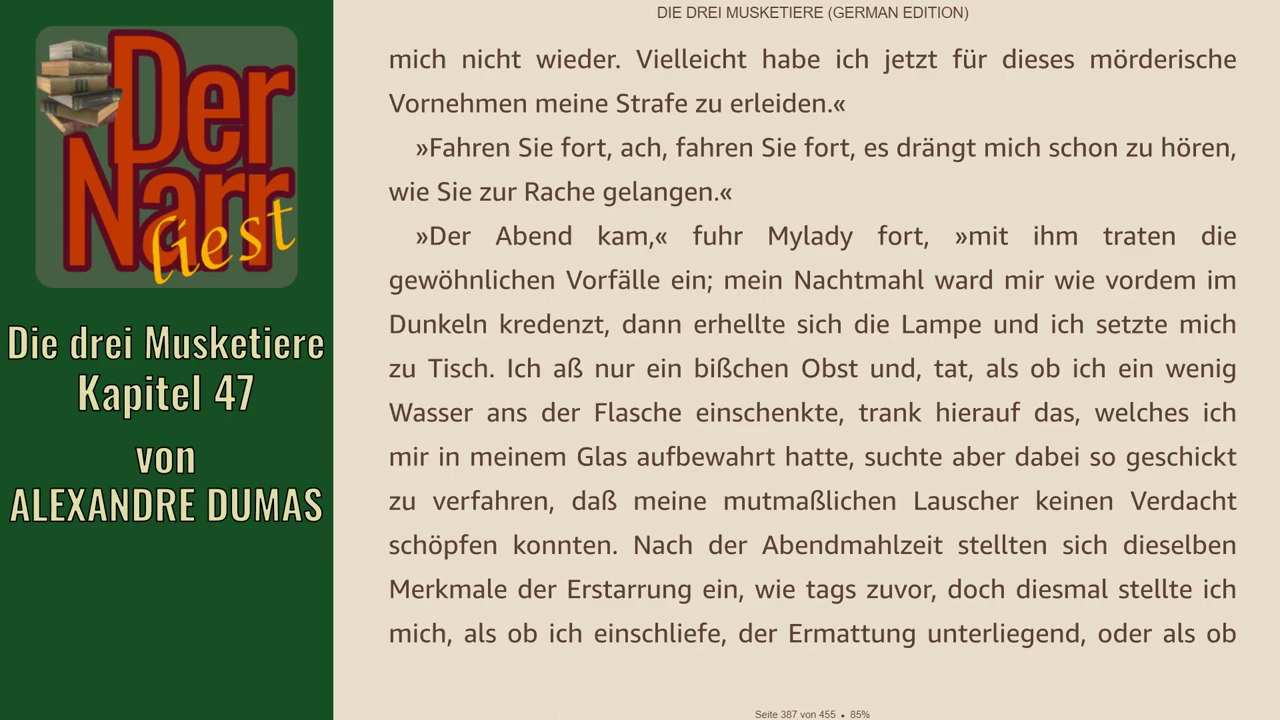 Der
Narr
liest
Die drei Musketiere
Kapitel 47
von
ALEXANDRE DUMAS
DIE DREI MUSKETIERE (GERMAN EDITION)
mich nicht wieder. Vielleicht habe ich jetzt für dieses mörderische
Vornehmen meine Strafe zu erleiden.«
»Fahren Sie fort, ach, fahren Sie fort, es drängt mich schon zu hören,
wie Sie zur Rache gelangen.«
»Der Abend kam,« fuhr Mylady fort, »mit ihm traten die
gewöhnlichen Vorfälle ein; mein Nachtmahl ward mir wie vordem im
Dunkeln kredenzt, dann erhellte sich die Lampe und ich setzte mich
zu Tisch. Ich aß nur ein bißchen Obst und, tat, als ob ich ein wenig
Wasser ans der Flasche einschenkte, trank hierauf das, welches ich
mir in meinem Glas aufbewahrt hatte, suchte aber dabei so geschickt
zu verfahren, daß meine mutmaßlichen Lauscher keinen Verdacht
schöpfen konnten. Nach der Abendmahlzeit stellten sich dieselben
Merkmale der Erstarrung ein, wie tags zuvor, doch diesmal stellte ich
mich, als ob ich einschliefe, der Ermattung unterliegend, oder als ob
Seite 387 von 455 • 85%